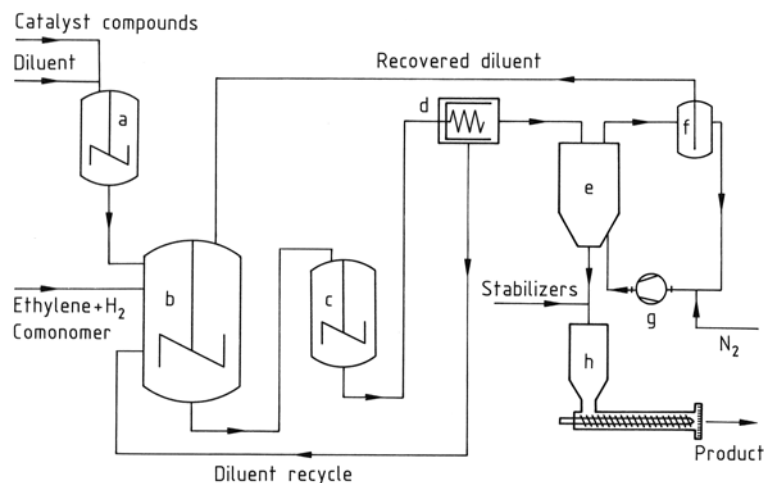 Catalyst compounds
Diluent
Recovered diluent
a
d
f
e
b
c
Ethylene+H2
Comonomer
Stabilizers
g
N2
h
Product
Diluent recycle